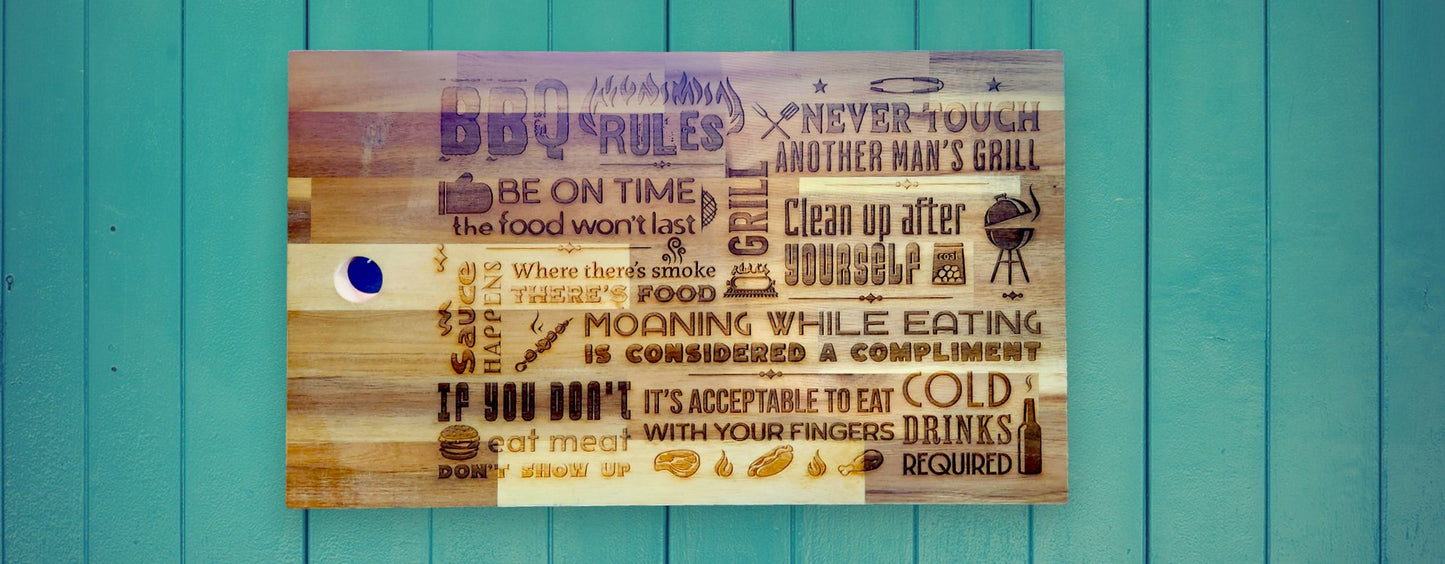 BBQ RULES
NEVER TOUCH
ANOTHER MAN'S GRILL
BE ON TIME
the food won't last
GRILL
Clean up after
YOURSELF
coal
Sauce
HAPPENS
Where there's smoke
THERE'S FOOD
MOANING WHILE EATING
IS CONSIDERED A COMPLIMENT
IF YOU DON'T
eat meat
DON'T SHOW UP
IT'S ACCEPTABLE TO EAT
WITH YOUR FINGERS
COLD
DRINKS
REQUIRED